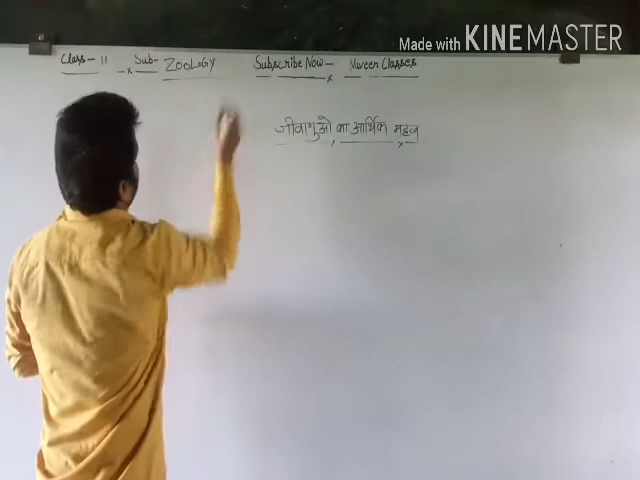 Made with KINEMASTER
Class- 11 Sub- ZOOLOGY Subscribe Now- Naveen Classes
जीवाणुओ का आर्थिक महत्व